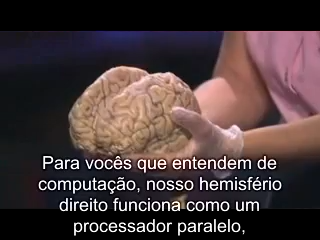 Para vocês que entendem de
computação, nosso hemisfério
direito funciona como um
processador paralelo,